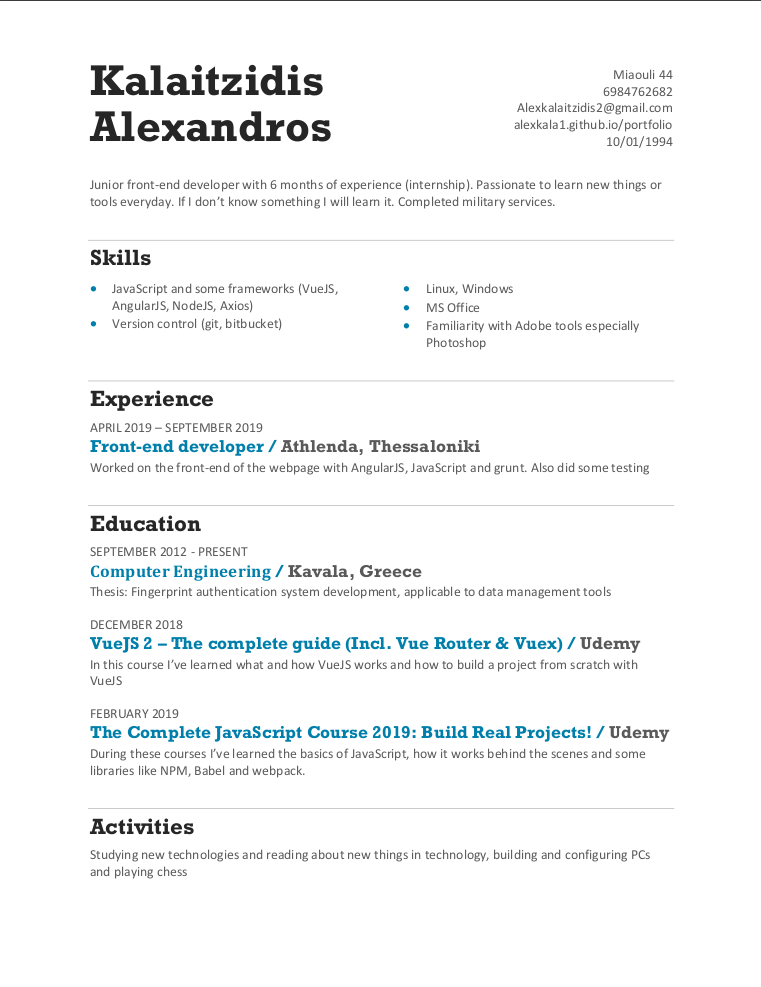 Kalaitzidis
Alexandros
Miaouli 44
6984762682
Alexkalaitzidis2@gmail.com
alexkala1.github.io/portfolio
10/01/1994
Junior front-end developer with 6 months of experience (internship). Passionate to learn new things or
tools everyday. If I don’t know something I will learn it. Completed military services.
Skills
JavaScript and some frameworks (VueJS,
AngularJS, NodeJS, Axios)
Version control (git, bitbucket)
Linux, Windows
MS Office
Familiarity with Adobe tools especially
Photoshop
Experience
APRIL 2019 – SEPTEMBER 2019
Front-end developer / Athlenda, Thessaloniki
Worked on the front-end of the webpage with AngularJS, JavaScript and grunt. Also did some testing
Education
SEPTEMBER 2012 - PRESENT
Computer Engineering / Kavala, Greece
Thesis: Fingerprint authentication system development, applicable to data management tools
DECEMBER 2018
VueJS 2 – The complete guide (Incl. Vue Router & Vuex) / Udemy
In this course I’ve learned what and how VueJS works and how to build a project from scratch with
VueJS
FEBRUARY 2019
The Complete JavaScript Course 2019: Build Real Projects! / Udemy
During these courses I’ve learned the basics of JavaScript, how it works behind the scenes and some
libraries like NPM, Babel and webpack.
Activities
Studying new technologies and reading about new things in technology, building and configuring PCs
and playing chess